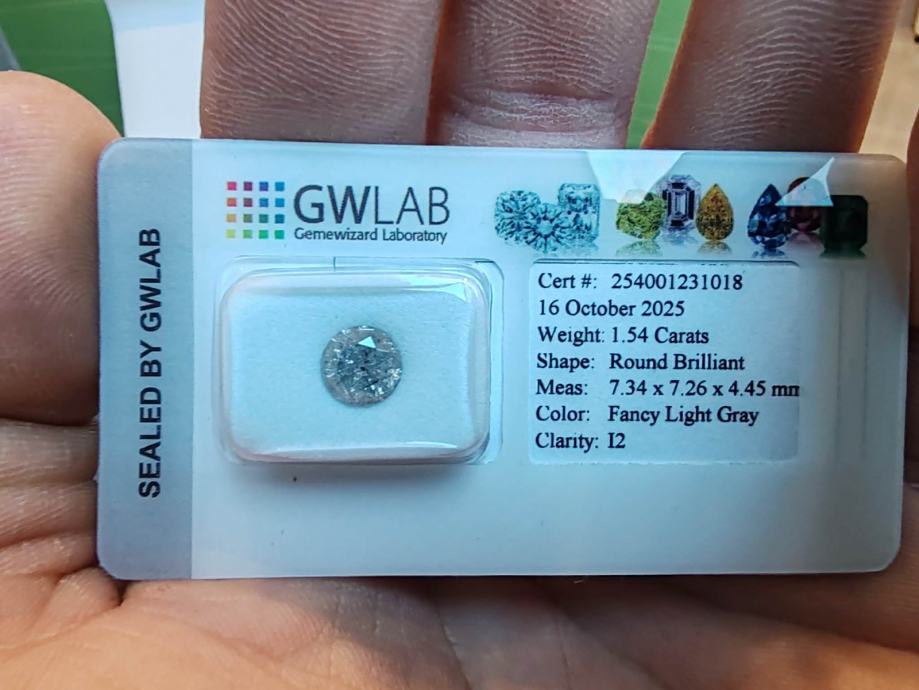 SEALED BY GWLAB
GWLAB
Gemewizard Laboratory
Cert #: 254001231018
16 October 2025
Weight: 1.54 Carats
Shape: Round Brilliant
Meas: 7.34 x 7.26 x 4.45 mm
Color: Fancy Light Gray
Clarity: I2